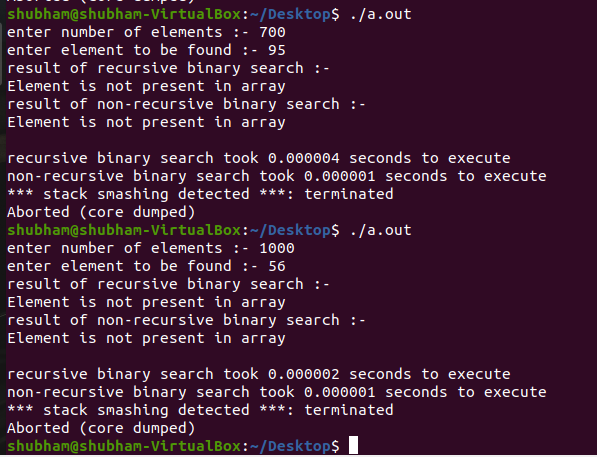 shubham@shubham-VirtualBox:~/Desktop$ ./a.out
enter number of elements :- 700
enter element to be found :- 95
result of recursive binary search :-
Element is not present in array
result of non-recursive binary search :-
Element is not present in array
recursive binary search took 0.000004 seconds to execute
non-recursive binary search took 0.000001 seconds to execute
*** stack smashing detected ***: terminated
Aborted (core dumped)
shubham@shubham-VirtualBox:~/Desktop$ ./a.out
enter number of elements :- 1000
enter element to be found :- 56
result of recursive binary search :-
Element is not present in array
result of non-recursive binary search :-
Element is not present in array
recursive binary search took 0.000002 seconds to execute
non-recursive binary search took 0.000001 seconds to execute
*** stack smashing detected ***: terminated
Aborted (core dumped)
shubham@shubham-VirtualBox:~/Desktop$